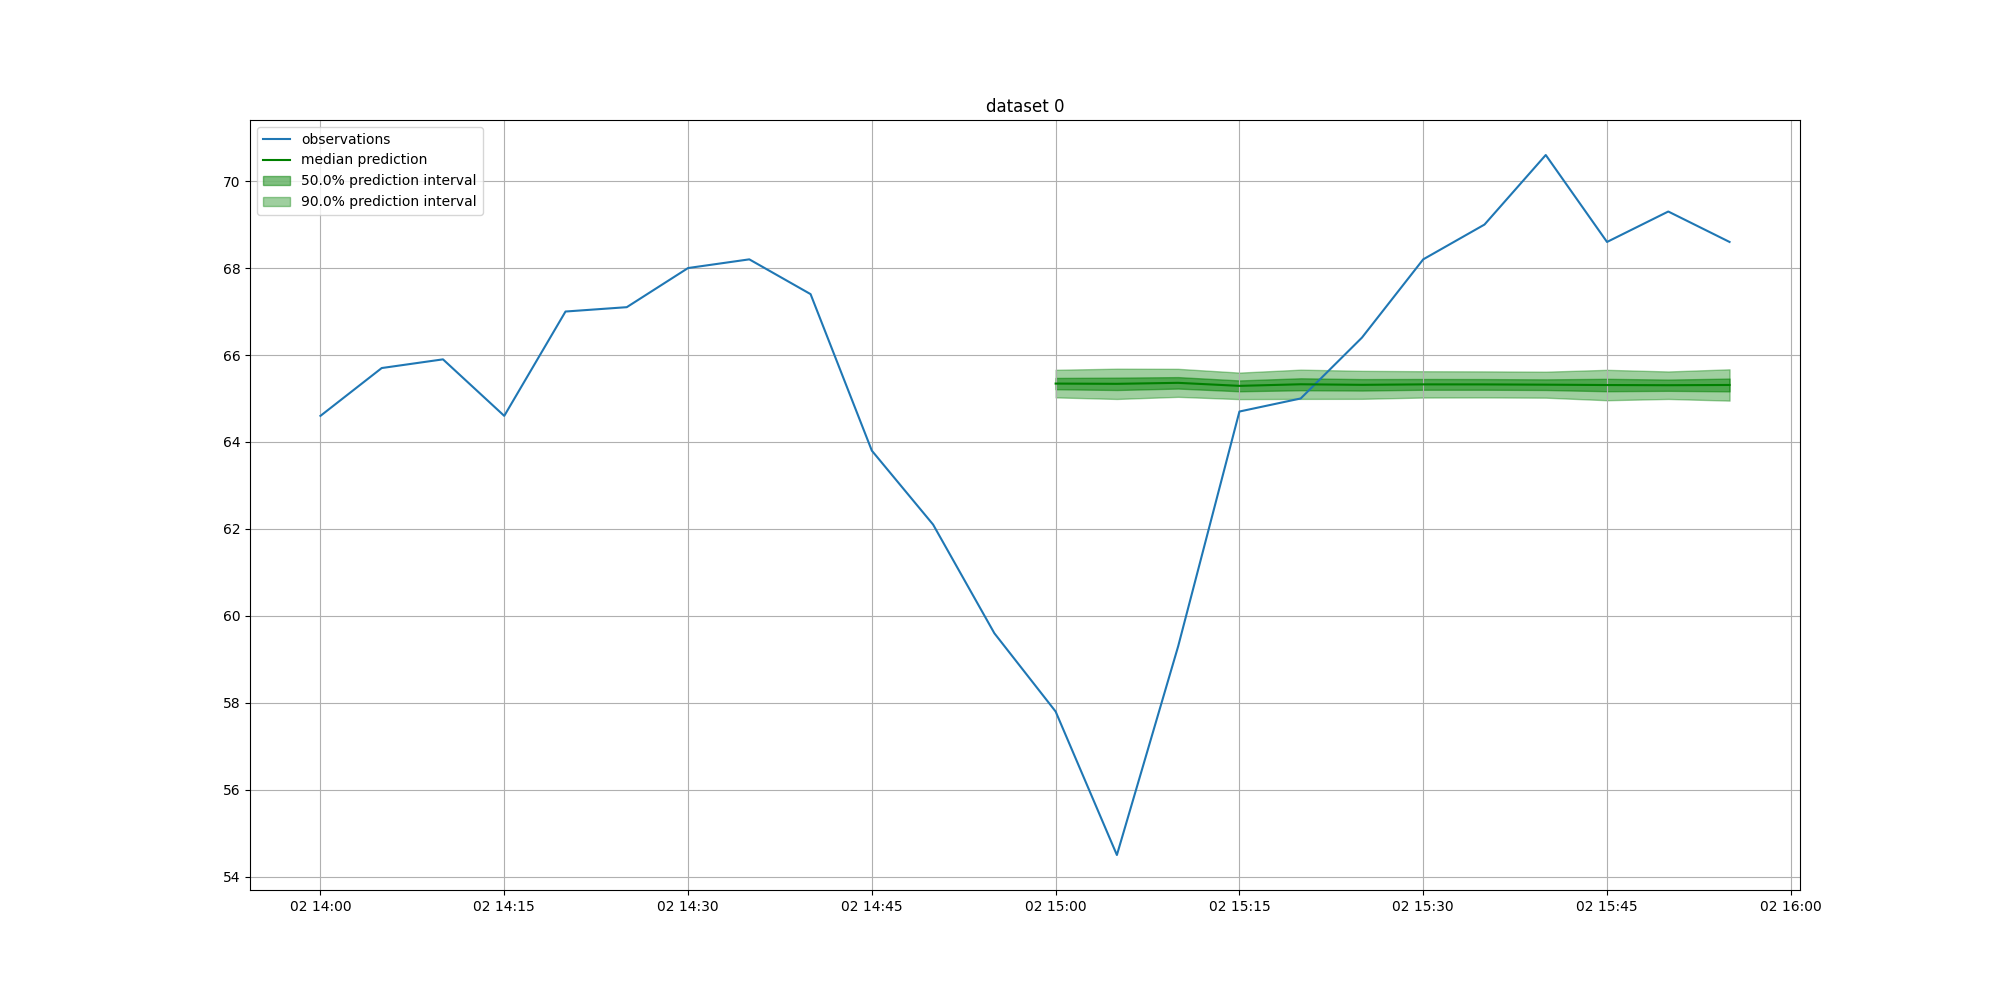 dataset 0
observations
median prediction
50.0% prediction interval
90.0% prediction interval
70
68
66
64
62
60
58
56
54
02 14:00 02 14:15 02 14:30 02 14:45 02 15:00 02 15:15 02 15:30 02 15:45 02 16:00